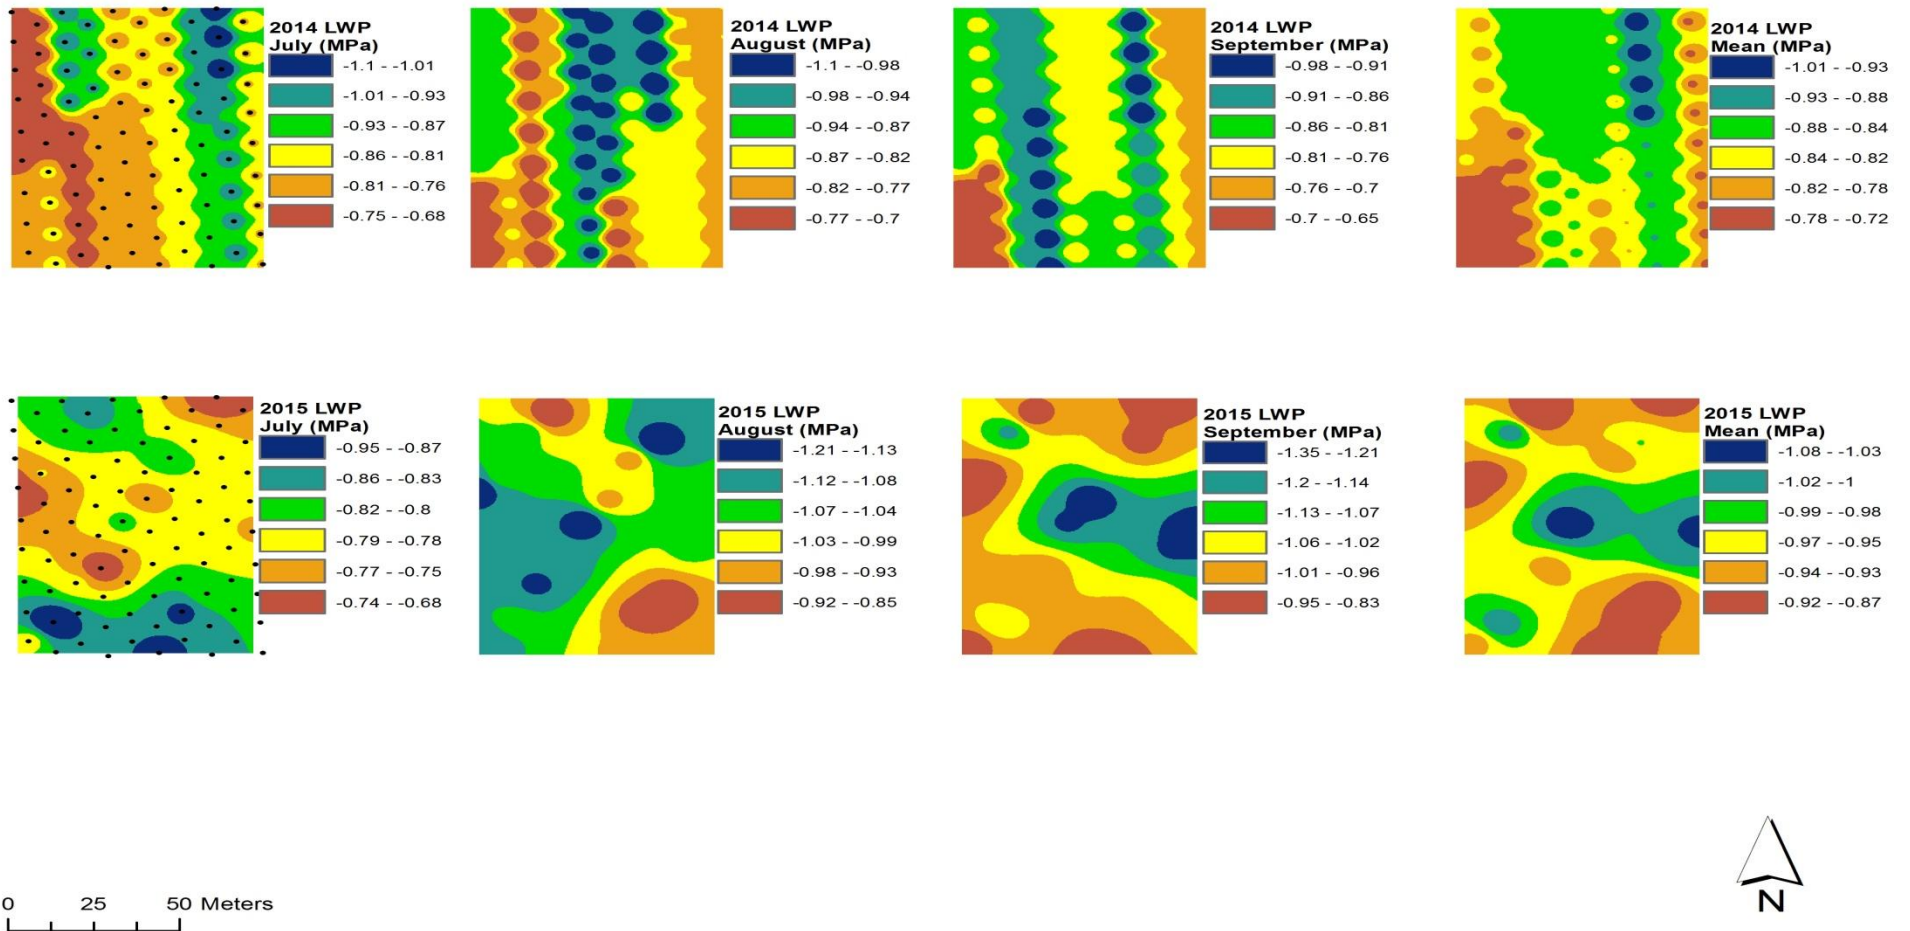 2014 LWP
July (MPa)
-1.1 - -1.01
-1.01 - -0.93
-0.93 - -0.87
-0.86 - -0.81
-0.81 - -0.76
-0.75 - -0.68
2014 LWP
August (MPa)
-1.1 - -0.98
-0.98 - -0.94
-0.94 - -0.87
-0.87 - -0.82
-0.82 - -0.77
-0.77 - -0.7
2014 LWP
September (MPa)
-0.98 - -0.91
-0.91 - -0.86
-0.86 - -0.81
-0.81 - -0.76
-0.76 - -0.7
-0.7 - -0.65
2014 LWP
Mean (MPa)
-1.01 - -0.93
-0.93 - -0.88
-0.88 - -0.84
-0.84 - -0.82
-0.82 - -0.78
-0.78 - -0.72
2015 LWP
July (MPa)
-0.95 - -0.87
-0.86 - -0.83
-0.82 - -0.8
-0.79 - -0.78
-0.77 - -0.75
-0.74 - -0.68
2015 LWP
August (MPa)
-1.21 - -1.13
-1.12 - -1.08
-1.07 - -1.04
-1.03 - -0.99
-0.98 - -0.93
-0.92 - -0.85
2015 LWP
September (MPa)
-1.35 - -1.21
-1.2 - -1.14
-1.13 - -1.07
-1.06 - -1.02
-1.01 - -0.96
-0.95 - -0.83
2015 LWP
Mean (MPa)
-1.08 - -1.03
-1.02 - -1
-0.99 - -0.98
-0.97 - -0.95
-0.94 - -0.93
-0.92 - -0.87
N
0 25 50 Meters